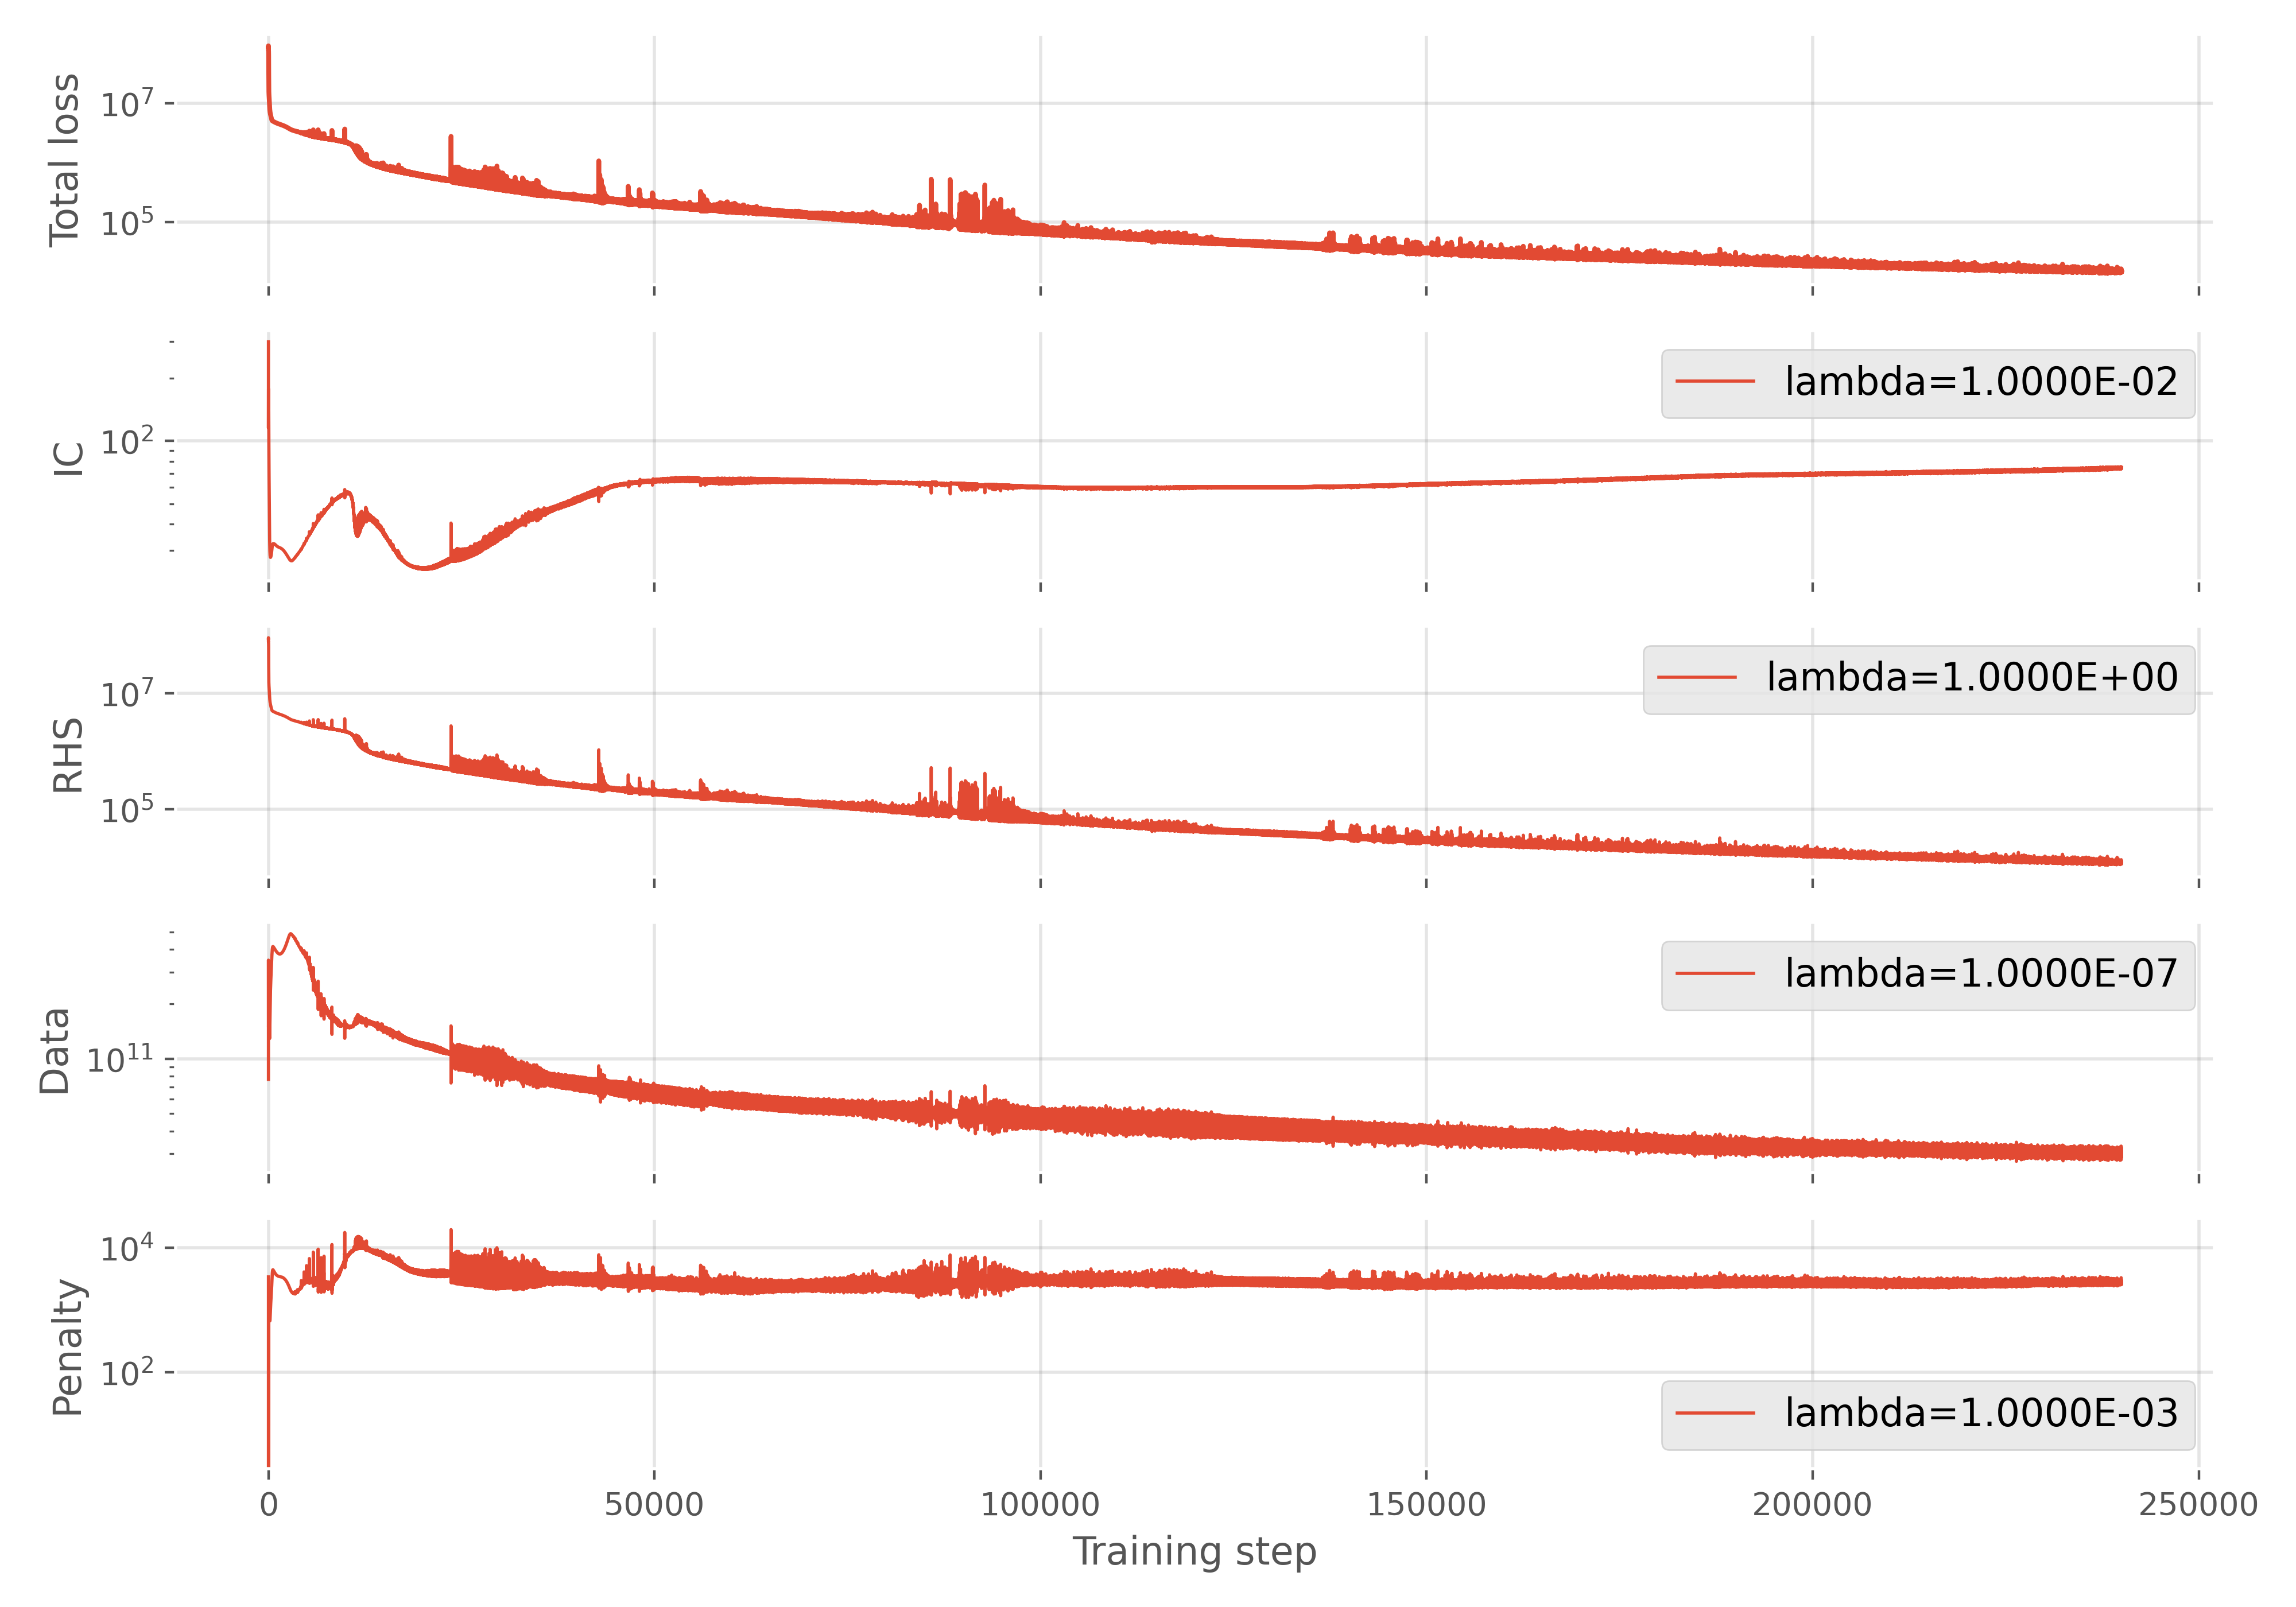 Total loss
10^7
10^5
IC
10^2
lambda=1.0000E-02
RHS
10^7
10^5
lambda=1.0000E+00
Data
10^11
lambda=1.0000E-07
Penalty
10^4
10^2
lambda=1.0000E-03
0 50000 100000 150000 200000 250000
Training step